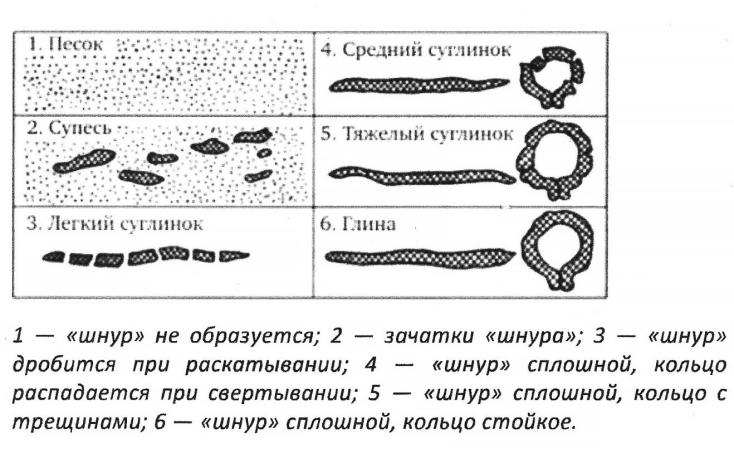 1. Песок
2. Супесь
3. Легкий суглинок
4. Средний суглинок
5. Тяжелый суглинок
6. Глина
1 — «шнур» не образуется; 2 — зачатки «шнура»; 3 — «шнур»
дробится при раскатывании; 4 — «шнур» сплошной, кольцо
распадается при свертывании; 5 — «шнур» сплошной, кольцо с
трещинами; 6 — «шнур» сплошной, кольцо стойкое.